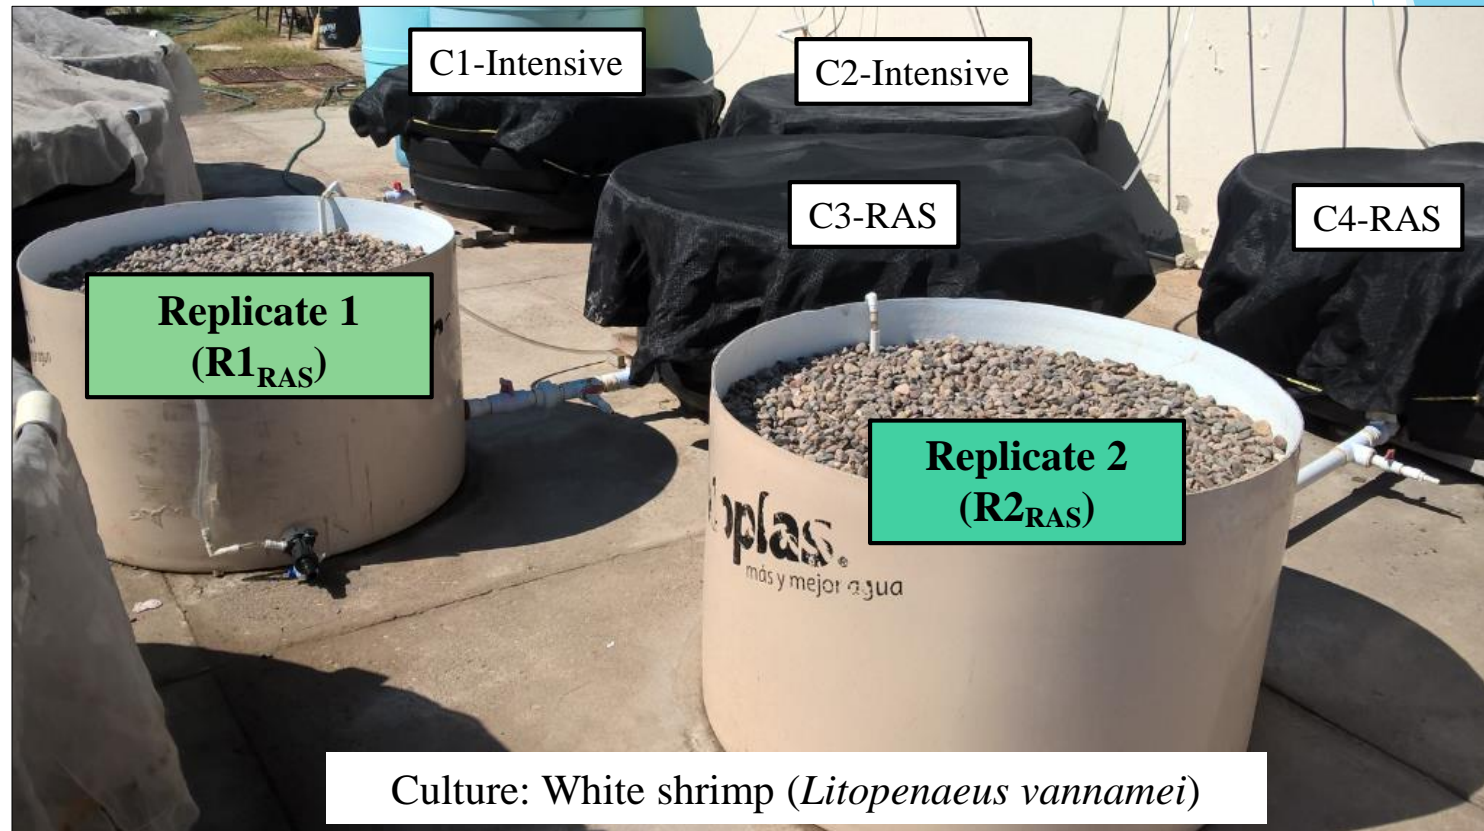 C1-Intensive
C2-Intensive
C3-RAS
C4-RAS
Replicate 1
(R1RAS)
Replicate 2
(R2RAS)
más y mejor agua
Culture: White shrimp (Litopenaeus vannamei)